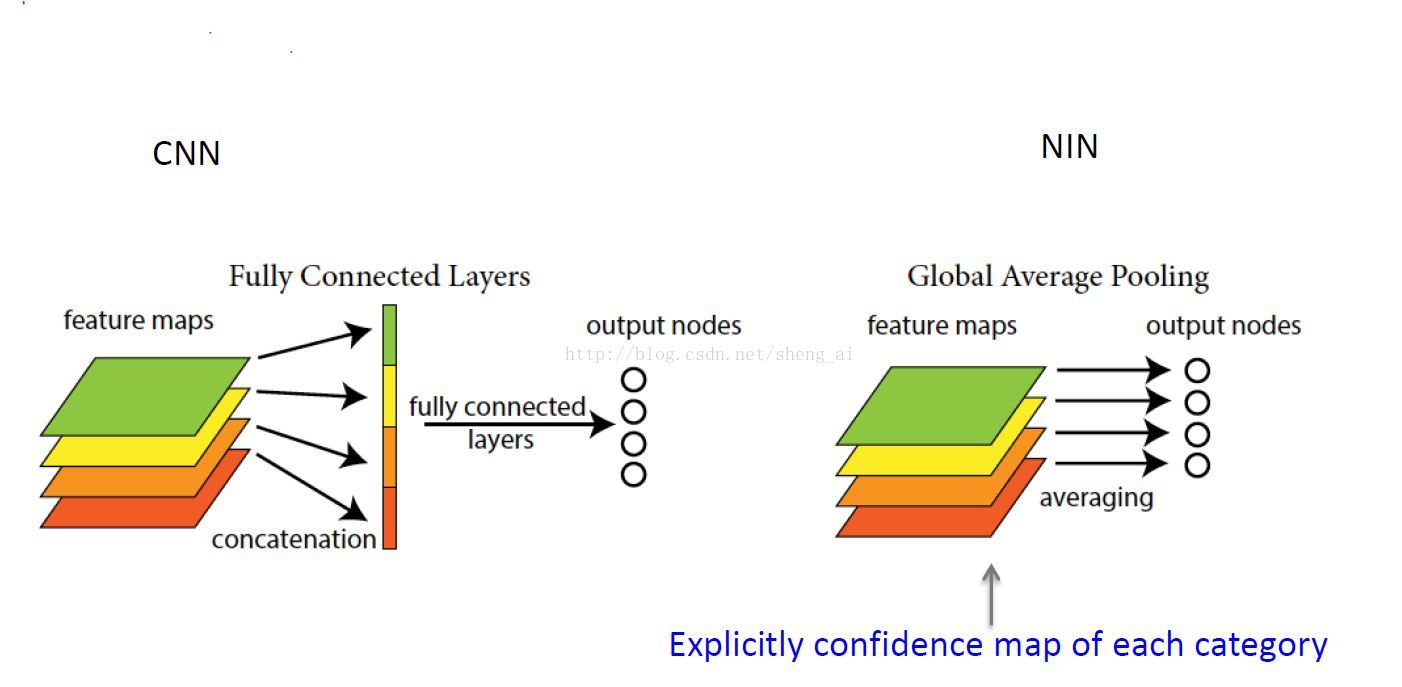 CNN
NIN
Fully Connected Layers
Global Average Pooling
feature maps
output nodes
feature maps
output nodes
http://blog.csdn.net/sheng_ai
fully connected
layers
concatenation
averaging
Explicitly confidence map of each category